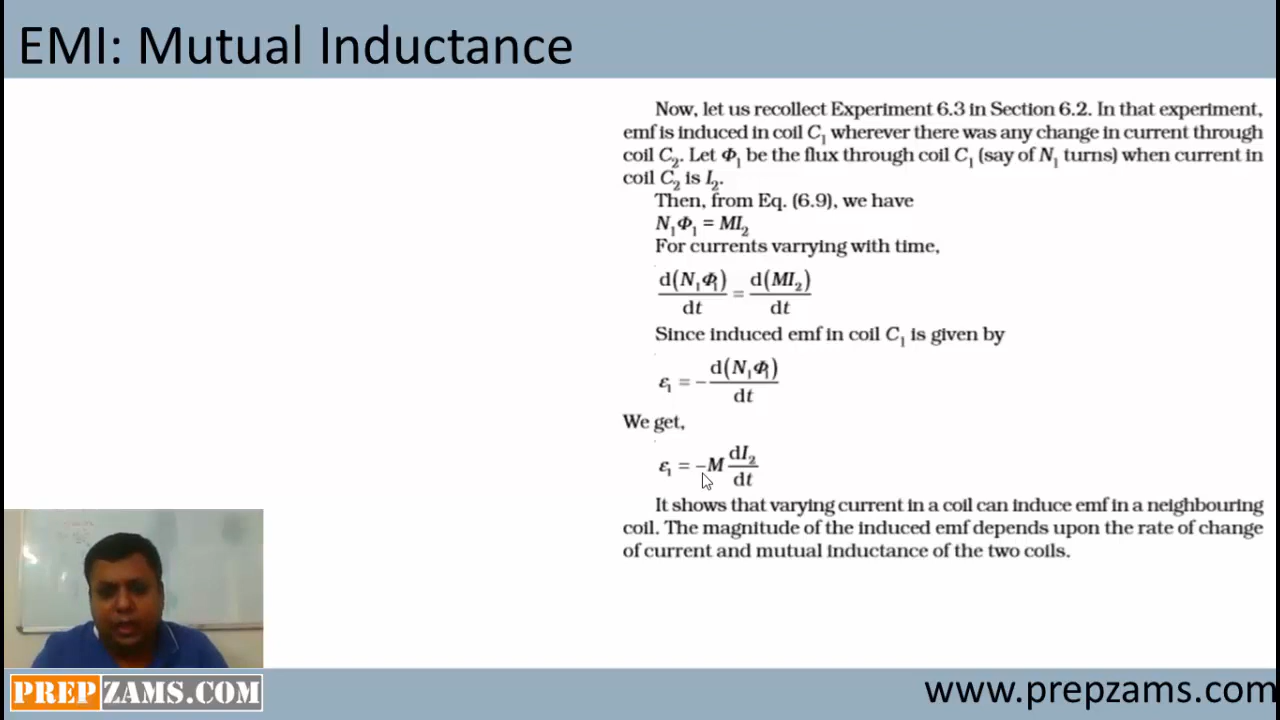 EMI: Mutual Inductance
Now, let us recollect Experiment 6.3 in Section 6.2. In that experiment,
emf is induced in coil C₁ wherever there was any change in current through
coil C₂. Let Φ₁ be the flux through coil C₁ (say of N₁ turns) when current in
coil C₂ is I₂.
Then, from Eq. (6.9), we have
N₁Φ₁ = MI₂
For currents varrying with time,
d(N₁Φ₁)/dt = d(MI₂)/dt
Since induced emf in coil C₁ is given by
ε₁ = −d(N₁Φ₁)/dt
We get,
ε₁ = −M dI₂/dt
It shows that varying current in a coil can induce emf in a neighbouring
coil. The magnitude of the induced emf depends upon the rate of change
of current and mutual inductance of the two coils.
PREPZAMS.COM
www.prepzams.com